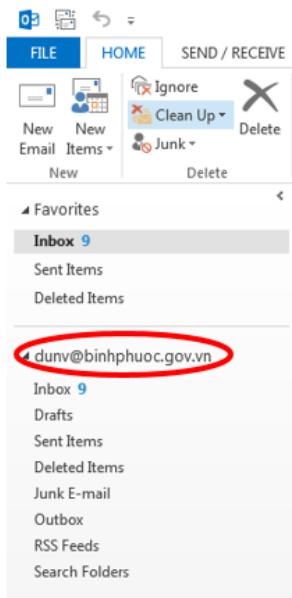 FILE HOME SEND / RECEIVE
New Email
New Items
Ignore
Clean Up
Junk
Delete
New Delete
Favorites
Inbox 9
Sent Items
Deleted Items
dunv@binhphuoc.gov.vn
Inbox 9
Drafts
Sent Items
Deleted Items
Junk E-mail
Outbox
RSS Feeds
Search Folders